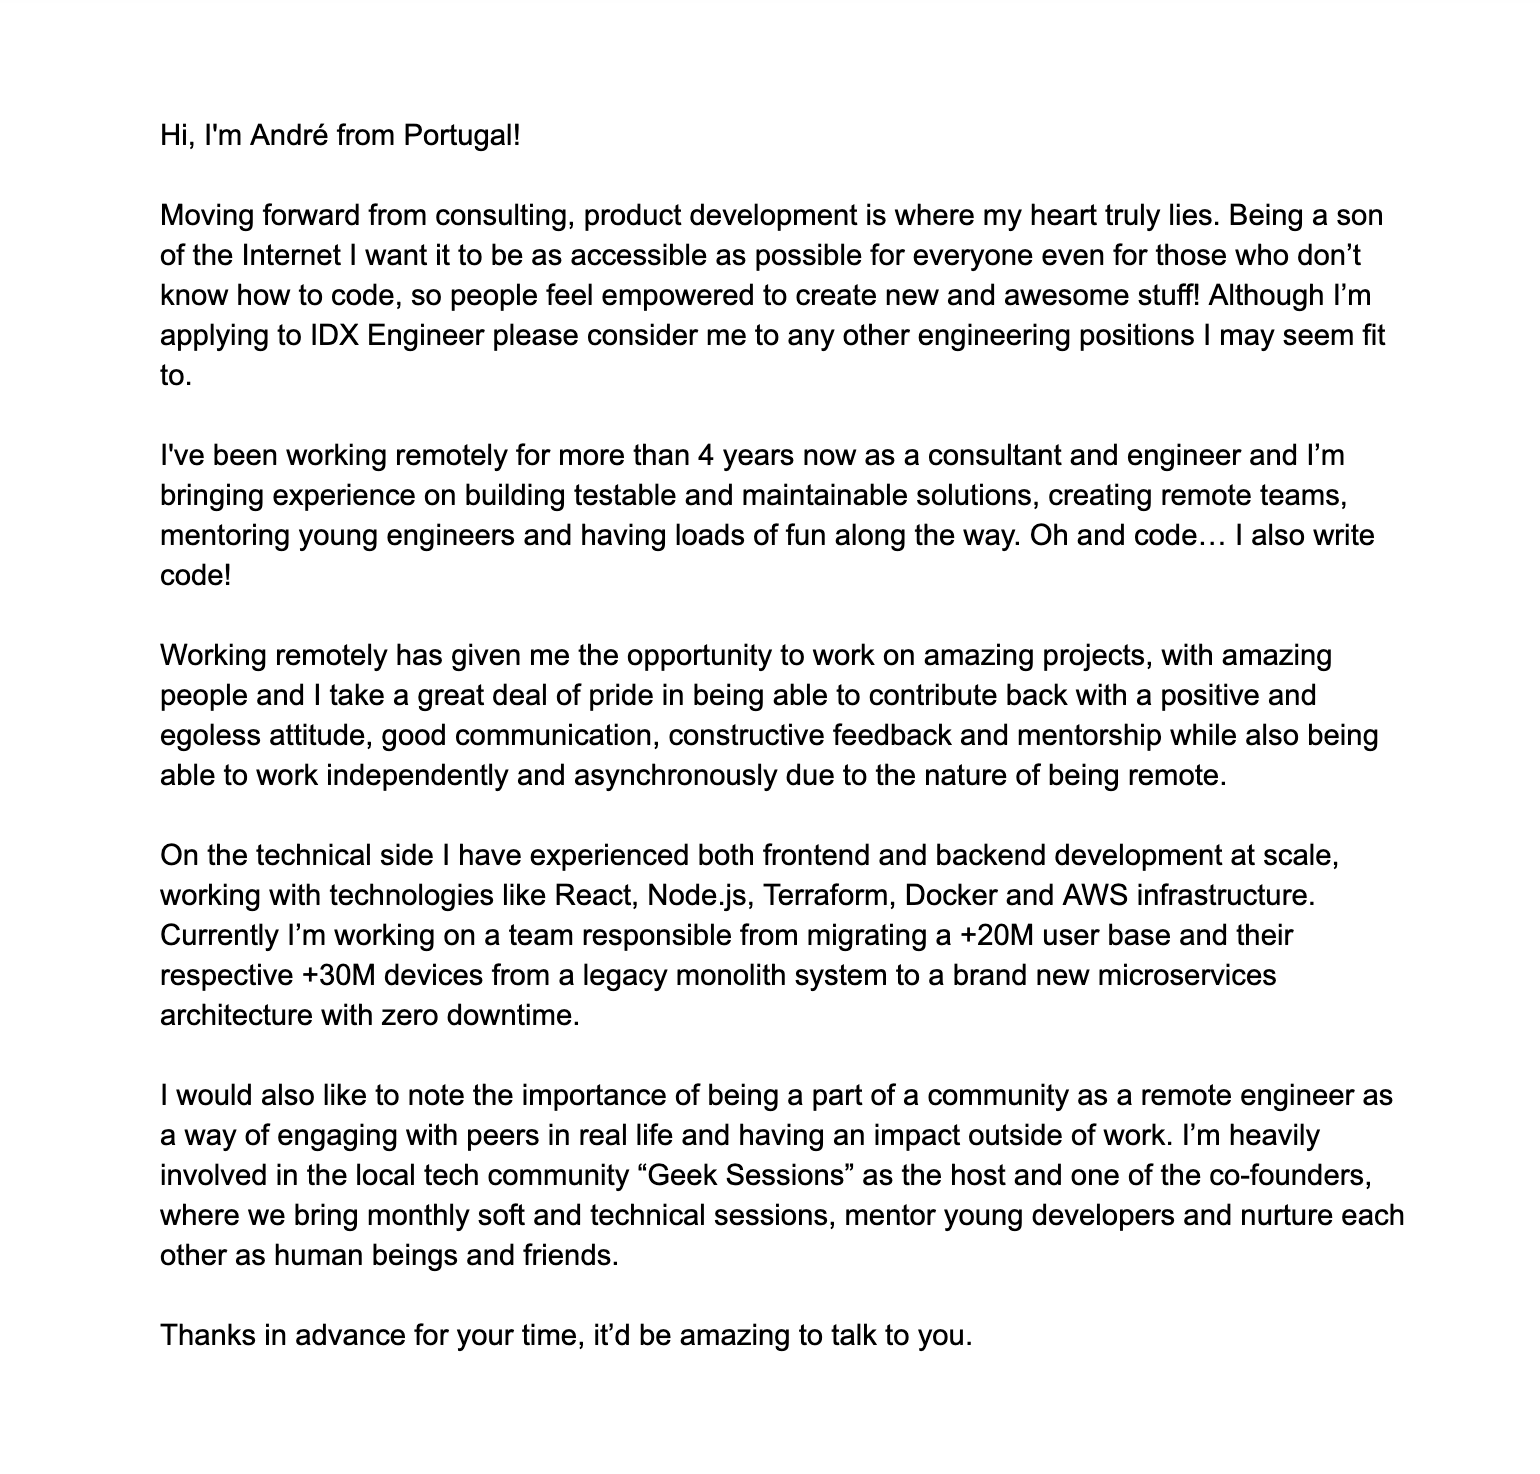 Hi, I'm André from Portugal!
Moving forward from consulting, product development is where my heart truly lies. Being a son
of the Internet I want it to be as accessible as possible for everyone even for those who don’t
know how to code, so people feel empowered to create new and awesome stuff! Although I’m
applying to IDX Engineer please consider me to any other engineering positions I may seem fit
to.
I've been working remotely for more than 4 years now as a consultant and engineer and I’m
bringing experience on building testable and maintainable solutions, creating remote teams,
mentoring young engineers and having loads of fun along the way. Oh and code… I also write
code!
Working remotely has given me the opportunity to work on amazing projects, with amazing
people and I take a great deal of pride in being able to contribute back with a positive and
egoless attitude, good communication, constructive feedback and mentorship while also being
able to work independently and asynchronously due to the nature of being remote.
On the technical side I have experienced both frontend and backend development at scale,
working with technologies like React, Node.js, Terraform, Docker and AWS infrastructure.
Currently I’m working on a team responsible from migrating a +20M user base and their
respective +30M devices from a legacy monolith system to a brand new microservices
architecture with zero downtime.
I would also like to note the importance of being a part of a community as a remote engineer as
a way of engaging with peers in real life and having an impact outside of work. I’m heavily
involved in the local tech community “Geek Sessions” as the host and one of the co-founders,
where we bring monthly soft and technical sessions, mentor young developers and nurture each
other as human beings and friends.
Thanks in advance for your time, it’d be amazing to talk to you.